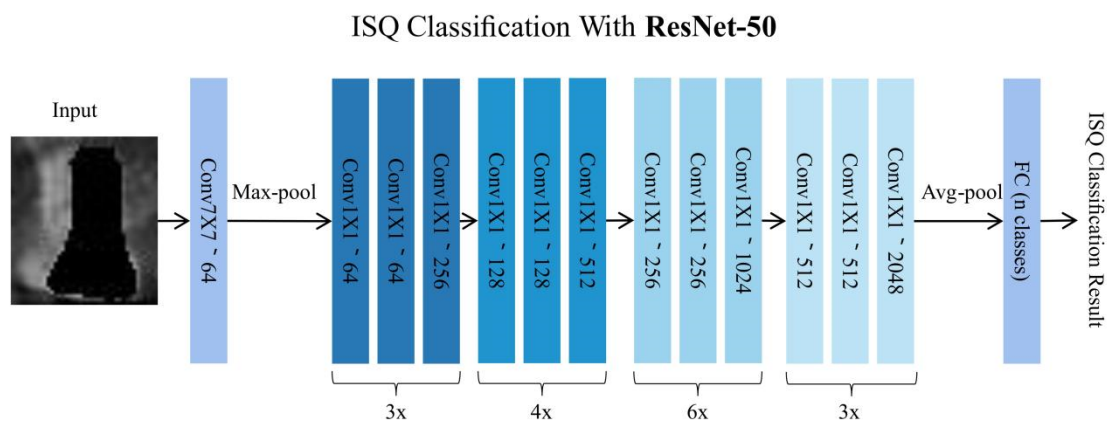 ISQ Classification With ResNet-50
Input
Conv7X7、64
Max-pool
Conv1X1、64
Conv1X1、64
Conv1X1、256
3x
Conv1X1、128
Conv1X1、128
Conv1X1、512
4x
Conv1X1、256
Conv1X1、256
Conv1X1、1024
6x
Conv1X1、512
Conv1X1、512
Conv1X1、2048
3x
Avg-pool
FC (n classes)
ISQ Classification Result